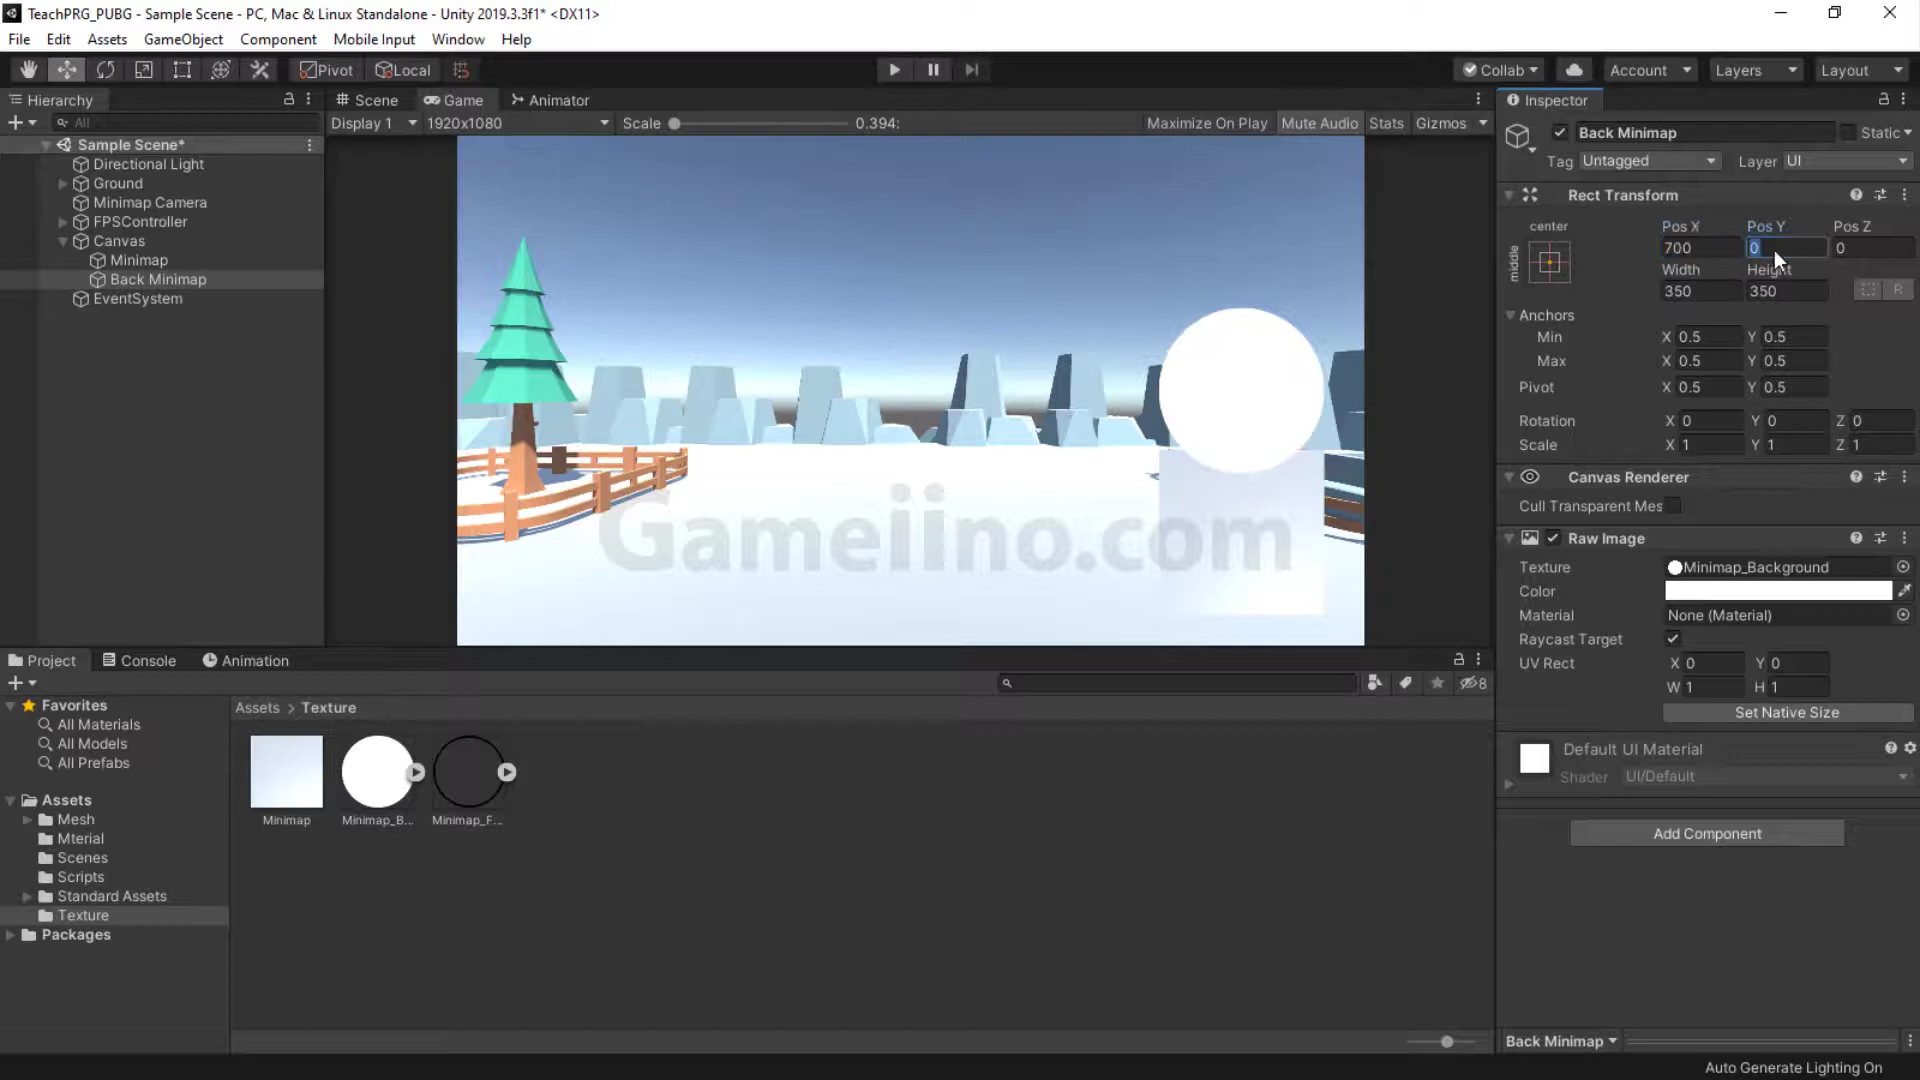 TeachPRG_PUBG - Sample Scene - PC, Mac & Linux Standalone - Unity 2019.3.3f1* <DX11>
File Edit Assets GameObject Component Mobile Input Window Help
Pivot Local Collab Account Layers Layout
Hierarchy
All
Sample Scene*
Directional Light
Ground
Minimap Camera
FPSController
Canvas
Minimap
Back Minimap
EventSystem
Scene Game Animator
Display 1 1920x1080 Scale 0.394: Maximize On Play Mute Audio Stats Gizmos
Gameiino.com
Inspector
Back Minimap Static
Tag Untagged Layer UI
Rect Transform
center
middle
Pos X Pos Y Pos Z
700 0 0
Width Height
350 350
R
Anchors
Min X 0.5 Y 0.5
Max X 0.5 Y 0.5
Pivot X 0.5 Y 0.5
Rotation X 0 Y 0 Z 0
Scale X 1 Y 1 Z 1
Canvas Renderer
Cull Transparent Mes
Raw Image
Texture Minimap_Background
Color
Material None (Material)
Raycast Target
UV Rect X 0 Y 0
W 1 H 1
Set Native Size
Default UI Material
Shader UI/Default
Add Component
Back Minimap
Project Console Animation
8
Favorites
All Materials
All Models
All Prefabs
Assets
Mesh
Mterial
Scenes
Scripts
Standard Assets
Texture
Packages
Assets > Texture
Minimap Minimap_B... Minimap_F...
Auto Generate Lighting On